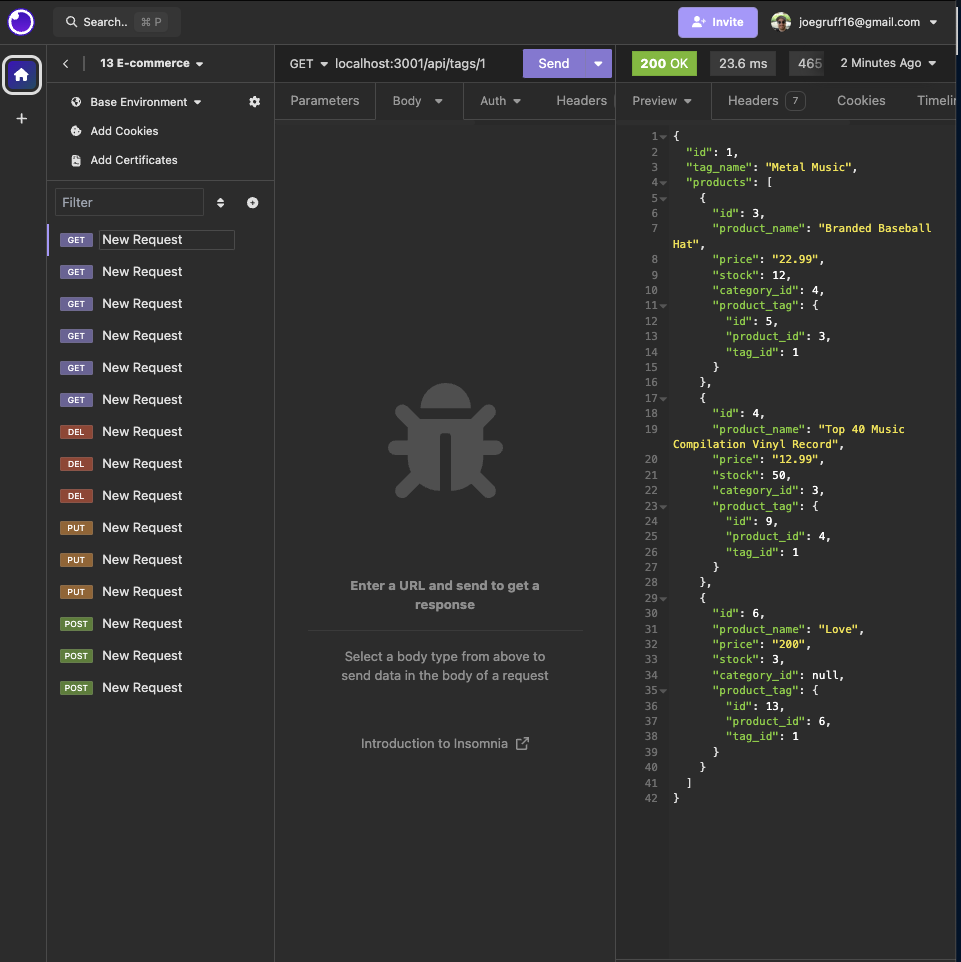 Search..
⌘ P
Invite
joegruff16@gmail.com
13 E-commerce
GET
localhost:3001/api/tags/1
Send
200 OK
23.6 ms
465
2 Minutes Ago
Base Environment
Add Cookies
Add Certificates
Filter
GET New Request
GET New Request
GET New Request
GET New Request
GET New Request
GET New Request
DEL New Request
DEL New Request
DEL New Request
PUT New Request
PUT New Request
PUT New Request
POST New Request
POST New Request
POST New Request
Parameters
Body
Auth
Headers
Enter a URL and send to get a
response
Select a body type from above to
send data in the body of a request
Introduction to Insomnia
Preview
Headers 7
Cookies
Timelin
1 {
2 "id": 1,
3 "tag_name": "Metal Music",
4 "products": [
5 {
6 "id": 3,
7 "product_name": "Branded Baseball
Hat",
8 "price": "22.99",
9 "stock": 12,
10 "category_id": 4,
11 "product_tag": {
12 "id": 5,
13 "product_id": 3,
14 "tag_id": 1
15 }
16 },
17 {
18 "id": 4,
19 "product_name": "Top 40 Music
Compilation Vinyl Record",
20 "price": "12.99",
21 "stock": 50,
22 "category_id": 3,
23 "product_tag": {
24 "id": 9,
25 "product_id": 4,
26 "tag_id": 1
27 }
28 },
29 {
30 "id": 6,
31 "product_name": "Love",
32 "price": "200",
33 "stock": 3,
34 "category_id": null,
35 "product_tag": {
36 "id": 13,
37 "product_id": 6,
38 "tag_id": 1
39 }
40 }
41 ]
42 }